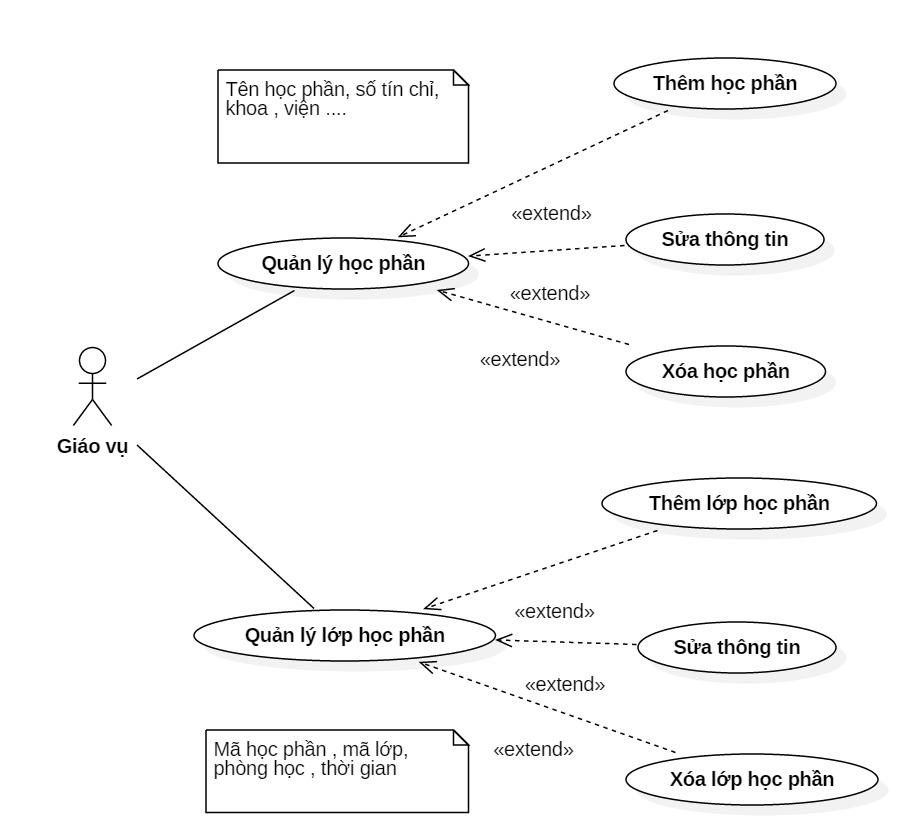 Tên học phần, số tín chỉ,
khoa , viện ....
Thêm học phần
«extend»
Sửa thông tin
Quản lý học phần
«extend»
«extend»
Xóa học phần
Giáo vụ
Thêm lớp học phần
«extend»
Quản lý lớp học phần
Sửa thông tin
«extend»
Mã học phần , mã lớp,
phòng học , thời gian
«extend»
Xóa lớp học phần